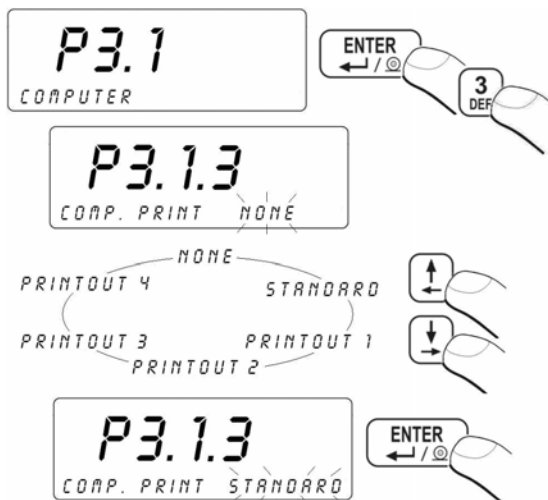 P3.1
COMPUTER
ENTER
/
3
DEF
P3.1.3
COMP. PRINT NONE
NONE
PRINTOUT 4
STANDARD
PRINTOUT 3
PRINTOUT 1
PRINTOUT 2
P3.1.3
COMP. PRINT STANDARD
ENTER
/